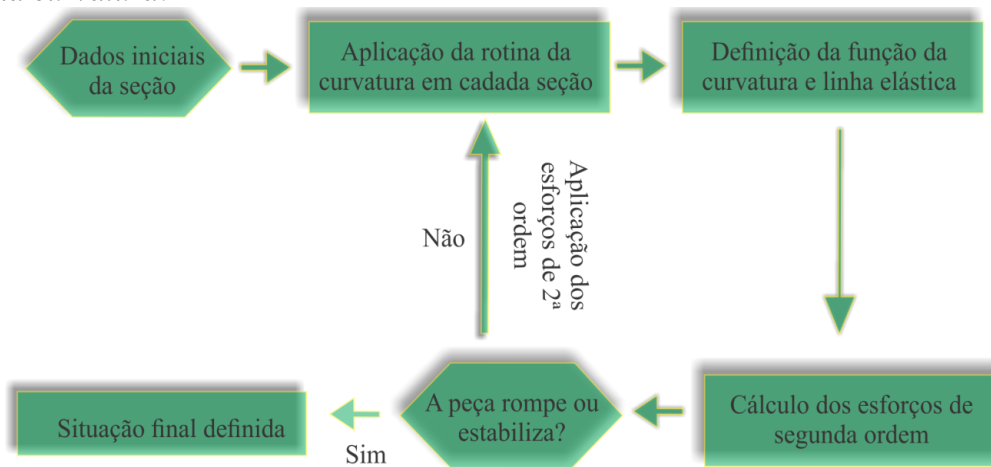 Dados iniciais
da seção
Aplicação da rotina da
curvatura em cadada seção
Definição da função da
curvatura e linha elástica
Aplicação dos
esforços de 2ª
ordem
Não
Cálculo dos esforços de
segunda ordem
A peça rompe ou
estabiliza?
Sim
Situação final definida